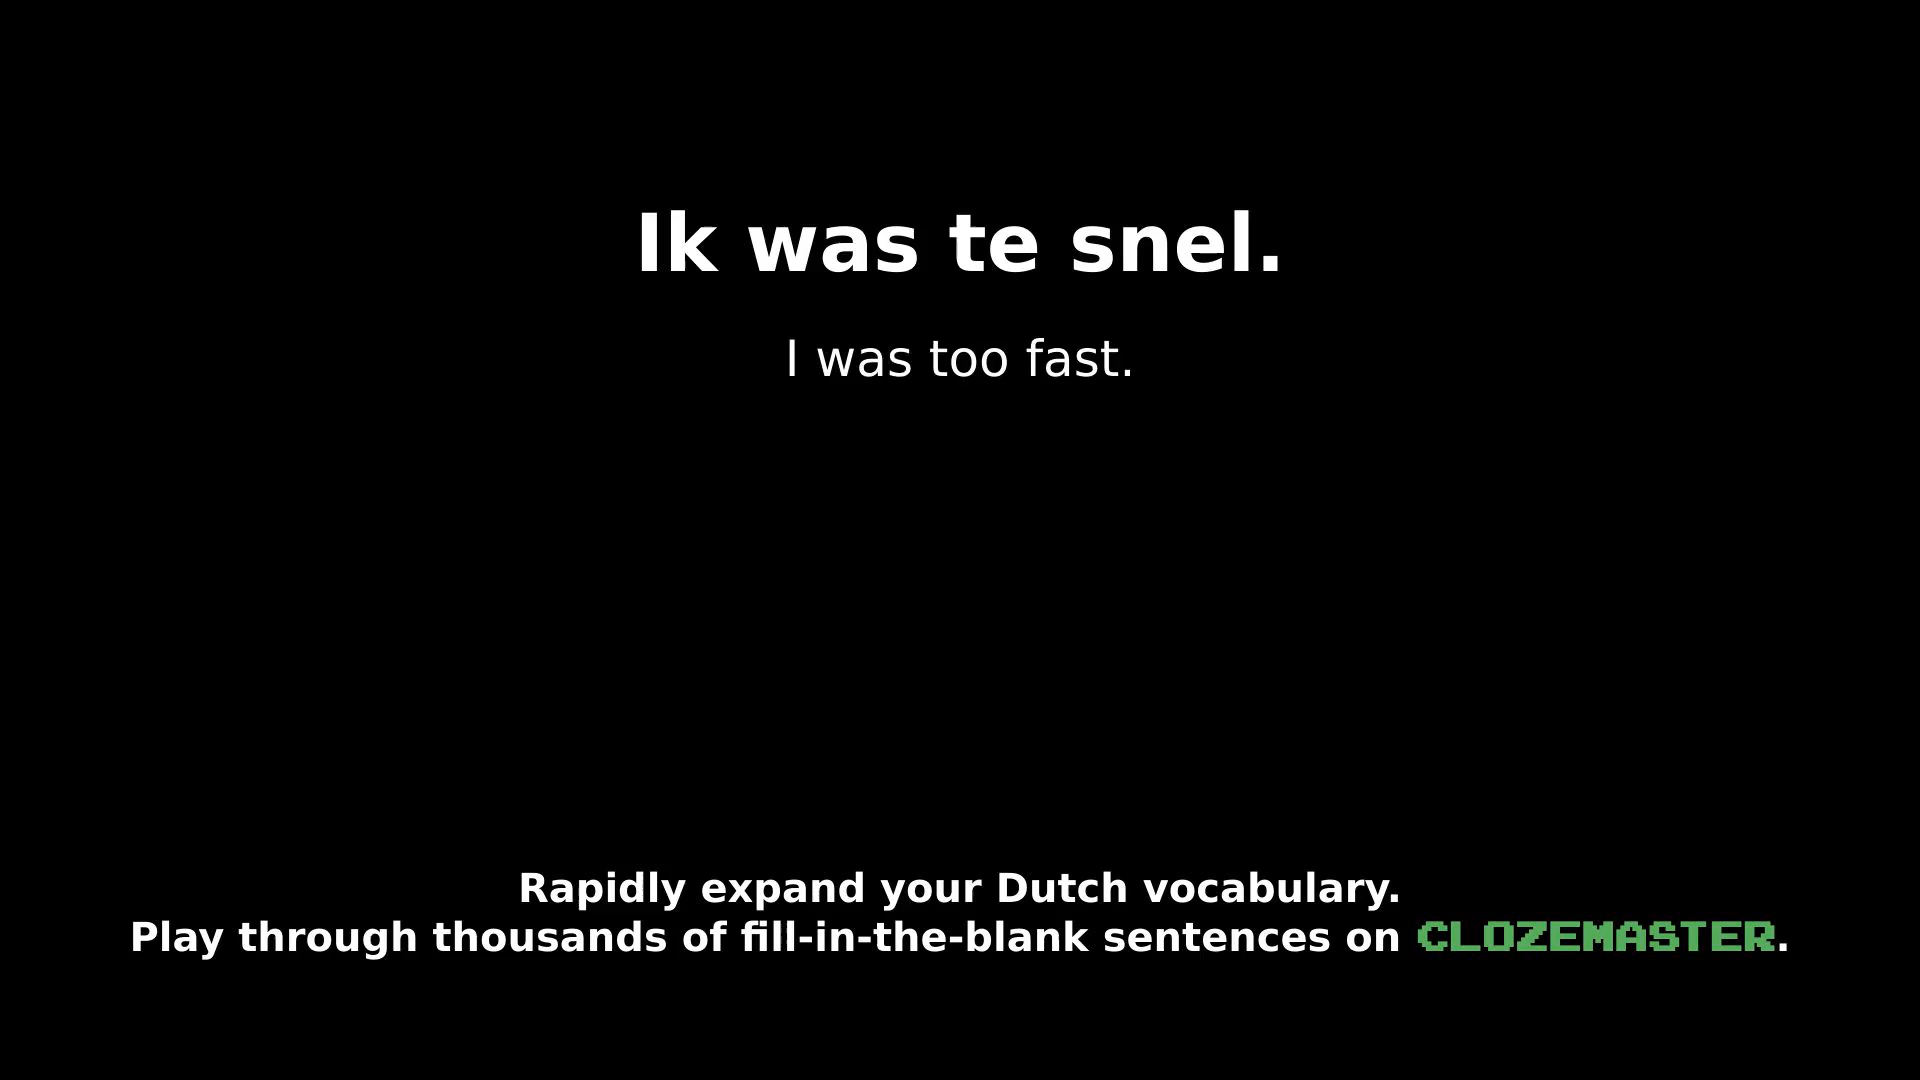 Ik was te snel.
I was too fast.
Rapidly expand your Dutch vocabulary.
Play through thousands of fill-in-the-blank sentences on CLOZEMASTER.